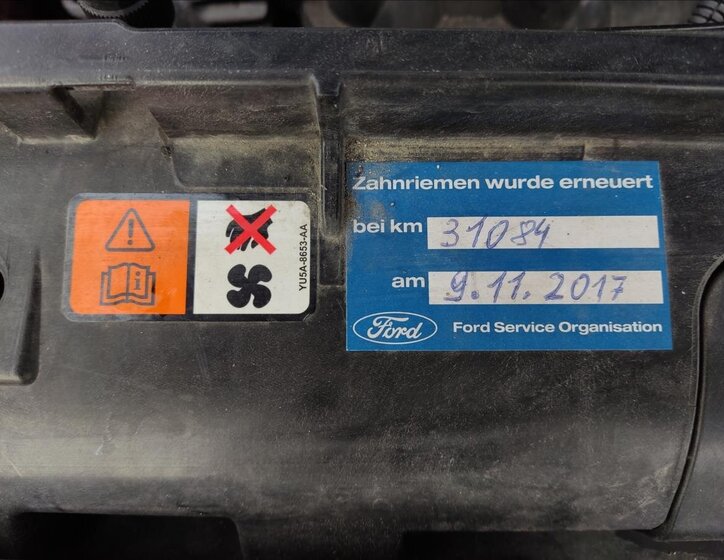 Zahnriemen wurde erneuert
bei km 31084
am 9.11.2017
Ford Ford Service Organisation
YU5A-8653-AA